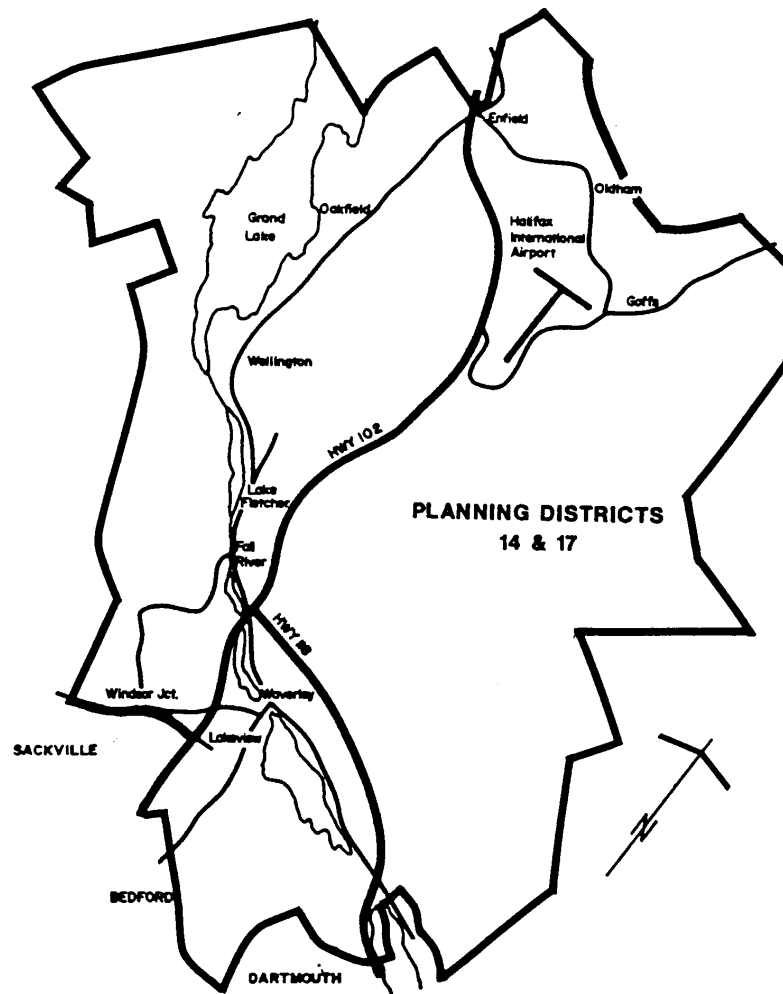 Enfield
Oldham
Oakfield
Grand
Lake
Halifax
International
Airport
Goffs
Wellington
HWY 102
Lake
Fletcher
PLANNING DISTRICTS
14 & 17
Fall
River
HWY 118
Windsor Jct.
Waverley
Lakeview
SACKVILLE
N
BEDFORD
DARTMOUTH